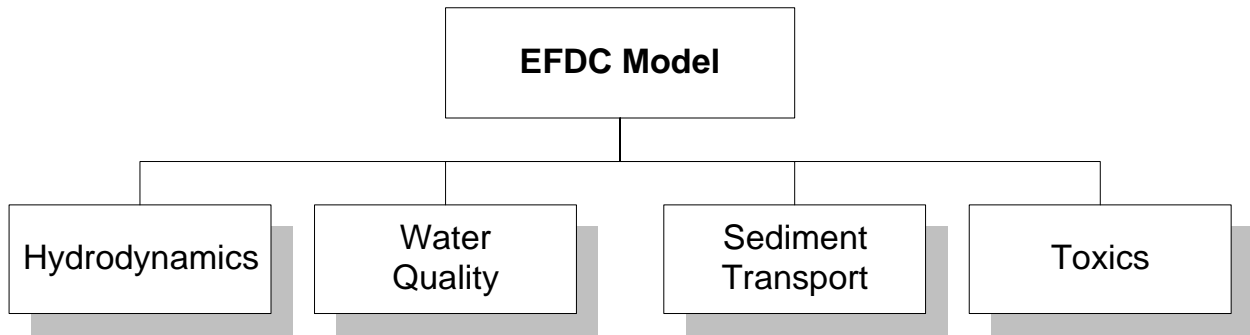 EFDC Model
Hydrodynamics
Water
Quality
Sediment
Transport
Toxics